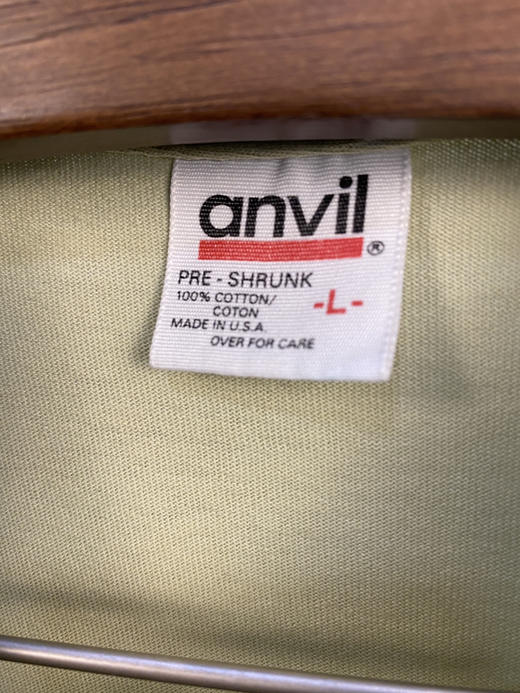 anvil®
PRE - SHRUNK
100% COTTON/
COTON
-L-
MADE IN U.S.A.
OVER FOR CARE